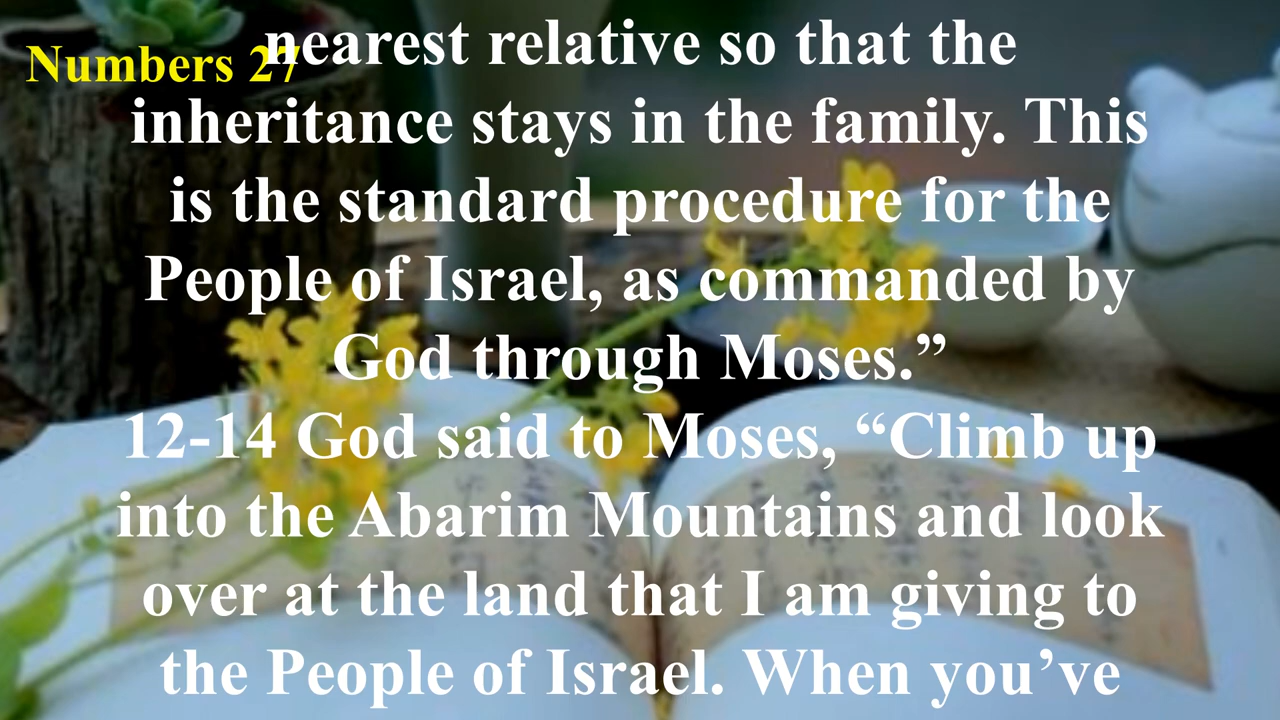 Numbers 27
nearest relative so that the
inheritance stays in the family. This
is the standard procedure for the
People of Israel, as commanded by
God through Moses.”
12-14 God said to Moses, “Climb up
into the Abarim Mountains and look
over at the land that I am giving to
the People of Israel. When you’ve